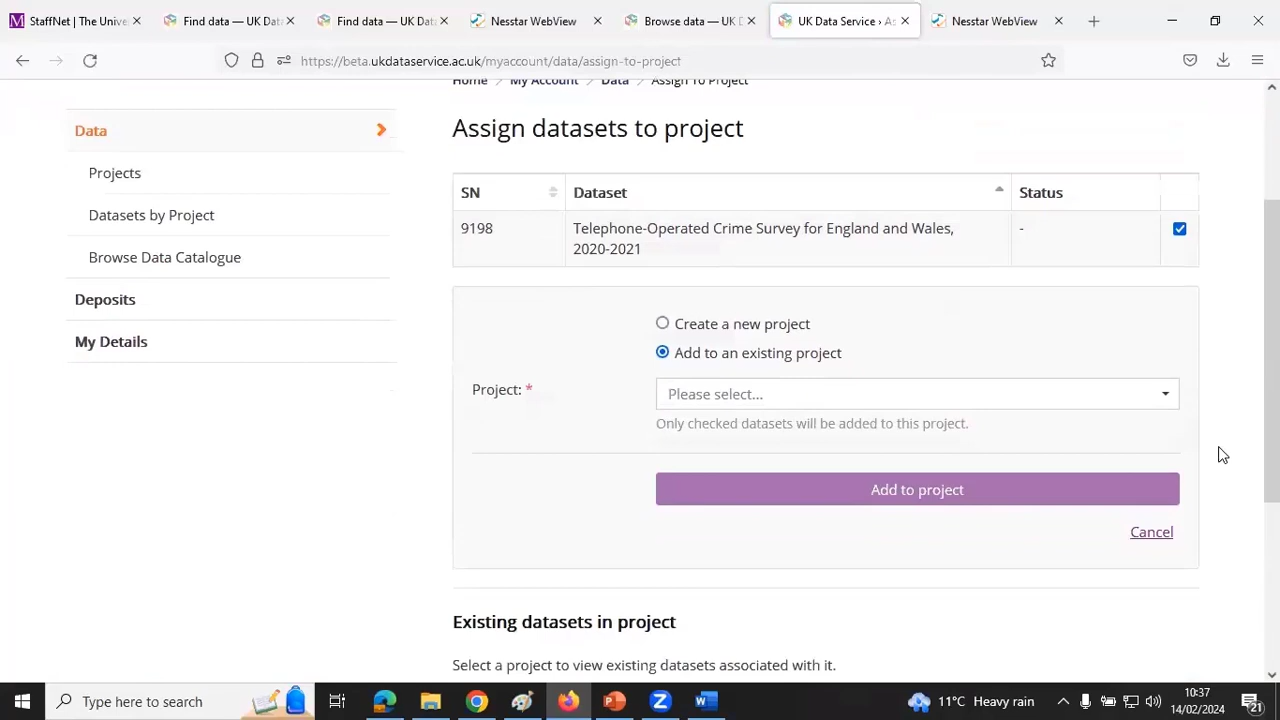 StaffNet | The Unive
Find data — UK Data
Find data — UK Data
Nesstar WebView
Browse data — UK D
UK Data Service › As
Nesstar WebView
https://beta.ukdataservice.ac.uk/myaccount/data/assign-to-project
Home / My Account / Data / Assign To Project
Data
Projects
Datasets by Project
Browse Data Catalogue
Deposits
My Details
Assign datasets to project
SN Dataset Status
9198 Telephone-Operated Crime Survey for England and Wales, -
2020-2021
Create a new project
Add to an existing project
Project: *
Please select...
Only checked datasets will be added to this project.
Add to project
Cancel
Existing datasets in project
Select a project to view existing datasets associated with it.
Type here to search
11°C Heavy rain
10:37
14/02/2024
21